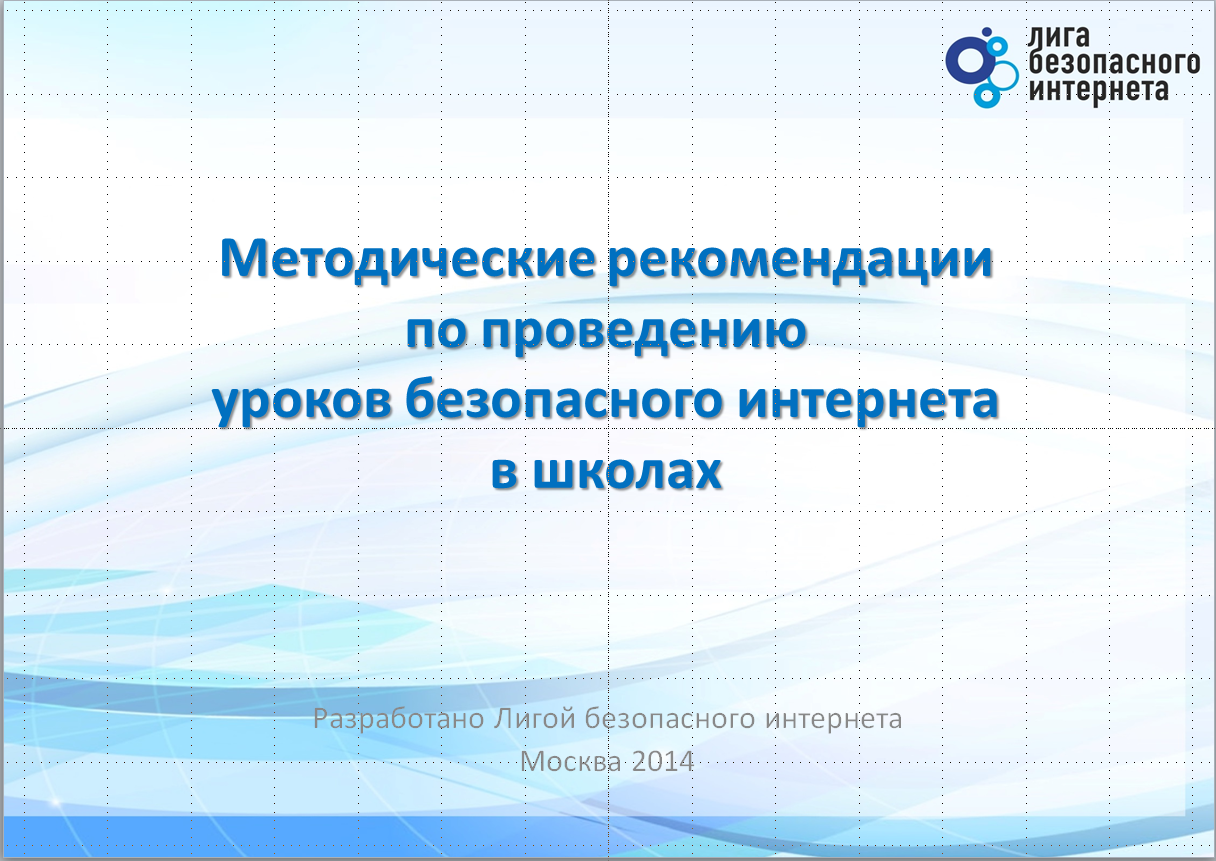 лига
безопасного
интернета
Методические рекомендации
по проведению
уроков безопасного интернета
в школах
Разработано Лигой безопасного интернета
Москва 2014